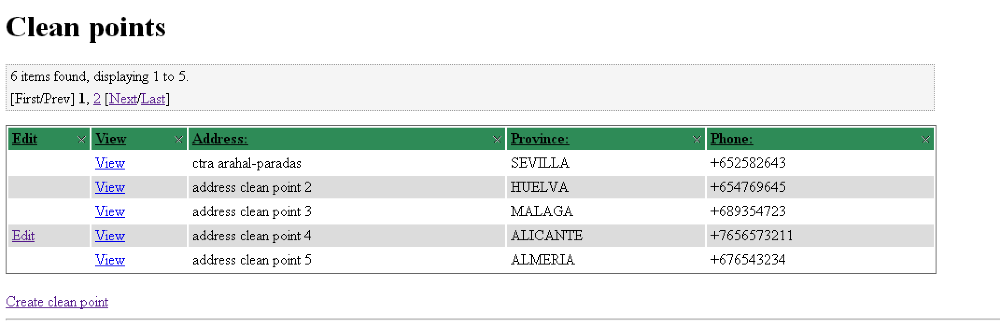 Clean points
6 items found, displaying 1 to 5.
[First/Prev] 1, 2 [Next/Last]
Edit View Address: Province: Phone:
View ctra arahal-paradas SEVILLA +652582643
View address clean point 2 HUELVA +654769645
View address clean point 3 MALAGA +689354723
Edit View address clean point 4 ALICANTE +7656573211
View address clean point 5 ALMERIA +676543234
Create clean point